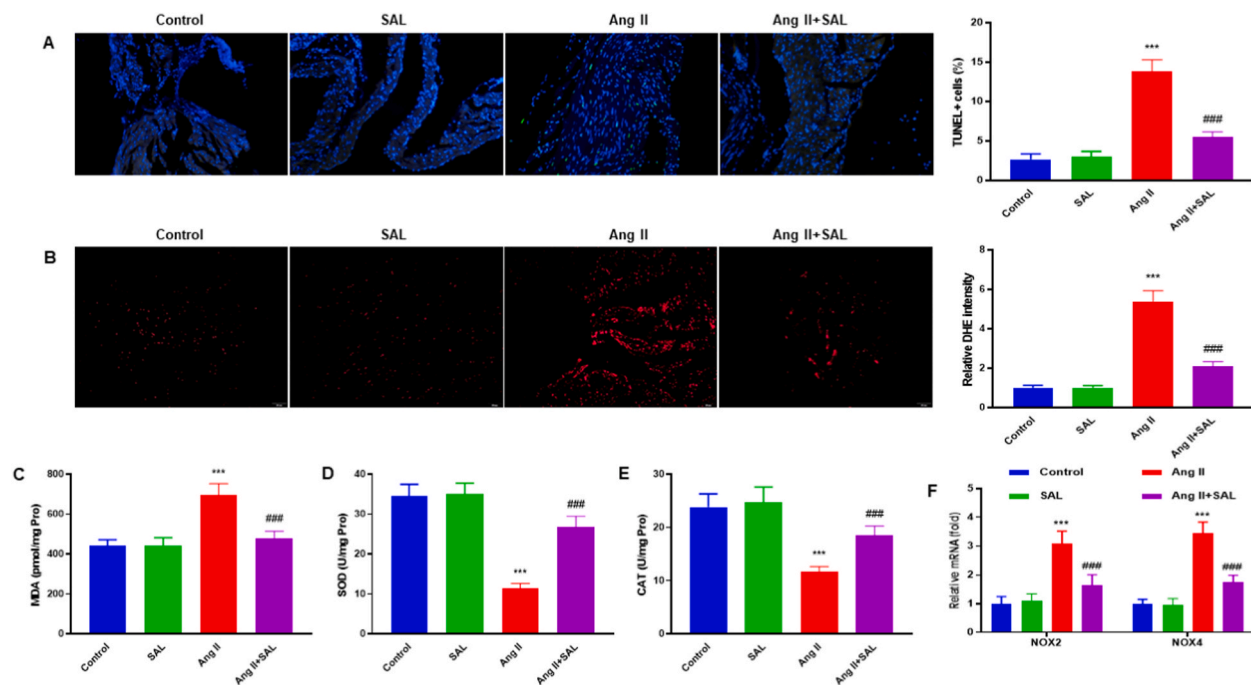 Control SAL Ang II Ang II+SAL
A
TUNEL+ cells (%)
20
15
10
5
0
***
###
Control SAL Ang II Ang II+SAL
Control SAL Ang II Ang II+SAL
B
Relative DHE intensity
8
6
4
2
0
***
###
Control SAL Ang II Ang II+SAL
C
MDA (pmol/mg Pro)
800
600
400
200
0
***
###
Control SAL Ang II Ang II+SAL
D
SOD (U/mg Pro)
40
30
20
10
0
***
###
Control SAL Ang II Ang II+SAL
E
CAT (U/mg Pro)
30
20
10
0
***
###
Control SAL Ang II Ang II+SAL
F
Control Ang II
SAL Ang II+SAL
Relative mRNA (fold)
5
4
3
2
1
0
*** ***
### ###
NOX2 NOX4